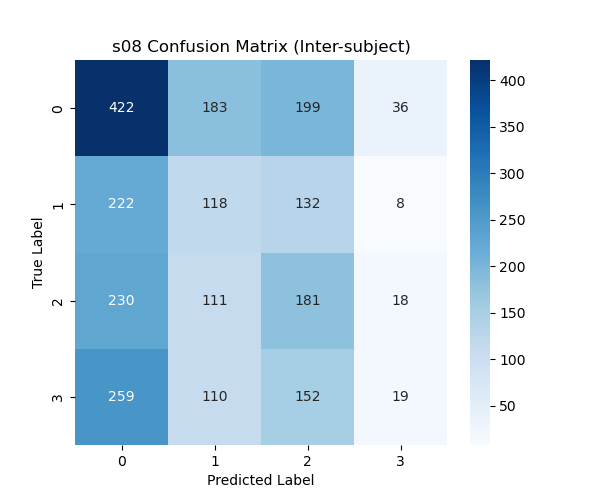 s08 Confusion Matrix (Inter-subject)
0 422 183 199 36
1 222 118 132 8
2 230 111 181 18
3 259 110 152 19
0 1 2 3
True Label
Predicted Label
400
350
300
250
200
150
100
50